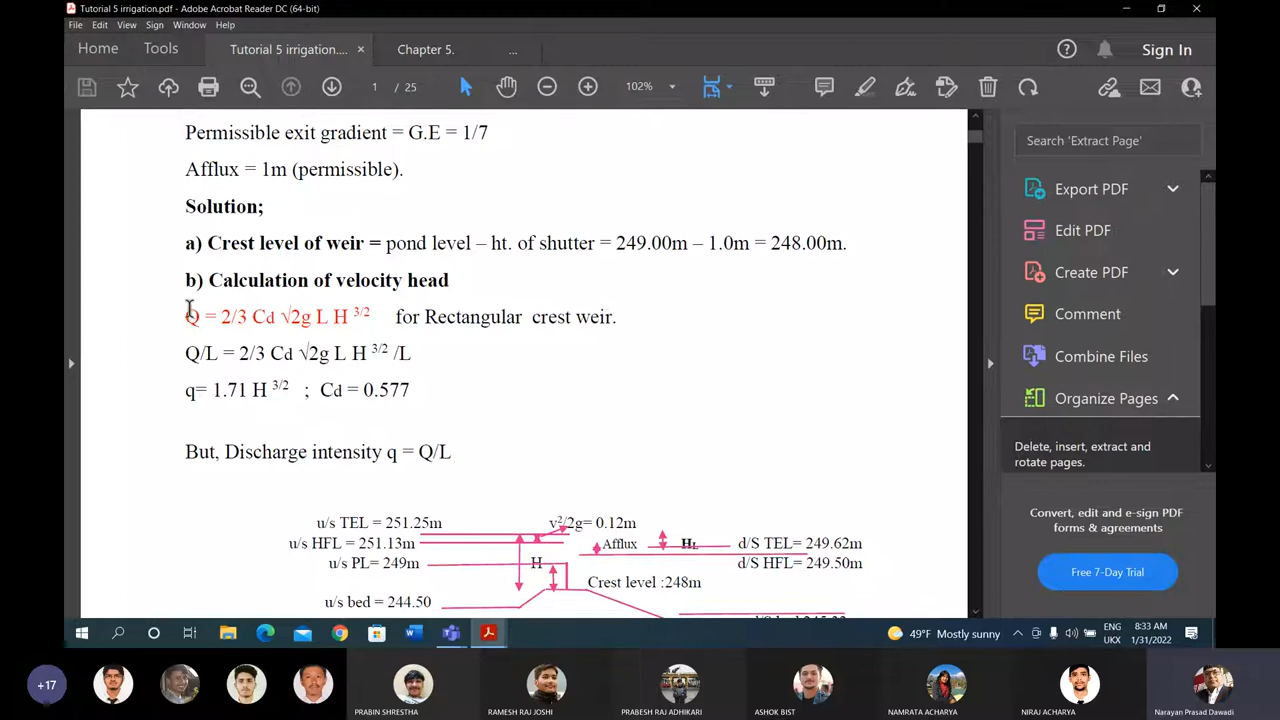 Tutorial 5 irrigation.pdf - Adobe Acrobat Reader DC (64-bit)
File Edit View Sign Window Help
Home Tools Tutorial 5 irrigation.... × Chapter 5. ... Sign In
1 / 25 102%
Permissible exit gradient = G.E = 1/7
Afflux = 1m (permissible).
Solution;
a) Crest level of weir = pond level – ht. of shutter = 249.00m – 1.0m = 248.00m.
b) Calculation of velocity head
Q = 2/3 Cd √2g L H 3/2 for Rectangular crest weir.
Q/L = 2/3 Cd √2g L H 3/2 /L
q= 1.71 H 3/2 ; Cd = 0.577
But, Discharge intensity q = Q/L
u/s TEL = 251.25m v2/2g= 0.12m
u/s HFL = 251.13m Afflux HL d/S TEL= 249.62m
u/s PL= 249m H d/S HFL= 249.50m
Crest level :248m
u/s bed = 244.50
Search 'Extract Page'
Export PDF
Edit PDF
Create PDF
Comment
Combine Files
Organize Pages
Delete, insert, extract and
rotate pages.
Convert, edit and e-sign PDF
forms & agreements
Free 7-Day Trial
49°F Mostly sunny
ENG
UKX
8:33 AM
1/31/2022
+17
PRABIN SHRESTHA
RAMESH RAJ JOSHI
PRABESH RAJ ADHIKARI
ASHOK BIST
NAMRATA ACHARYA
NIRAJ ACHARYA
Narayan Prasad Dawadi